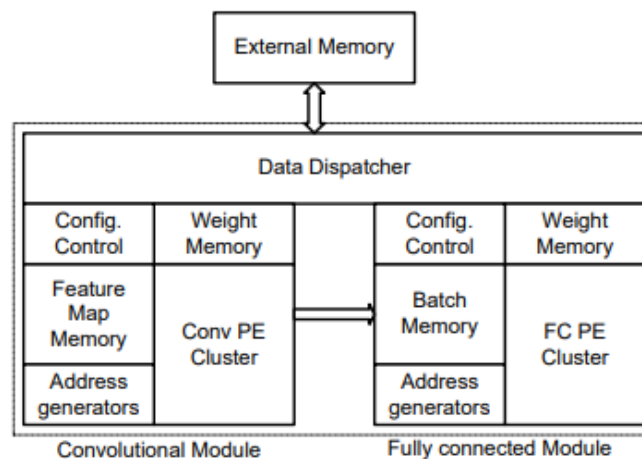 External Memory
Data Dispatcher
Config.
Control
Weight
Memory
Config.
Control
Weight
Memory
Feature
Map
Memory
Conv PE
Cluster
Batch
Memory
FC PE
Cluster
Address
generators
Address
generators
Convolutional Module
Fully connected Module